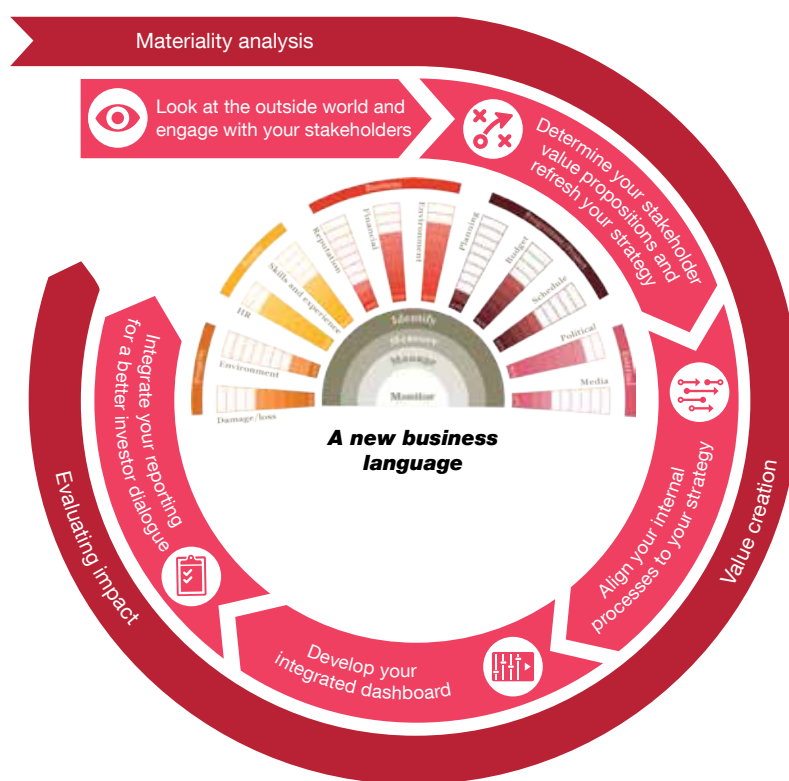 Materiality analysis
Look at the outside world and
engage with your stakeholders
Determine your stakeholder
value propositions and
refresh your strategy
Business
Reputation
Financial
Environment
Planning
Budget
Schedule
Political
Media
Skills and experience
HR
Environment
Damage/loss
Identify
Measure
Manage
Monitor
A new business
language
Align your internal
processes to your strategy
Value creation
Develop your
integrated dashboard
Integrate your reporting
for a better investor dialogue
Evaluating impact